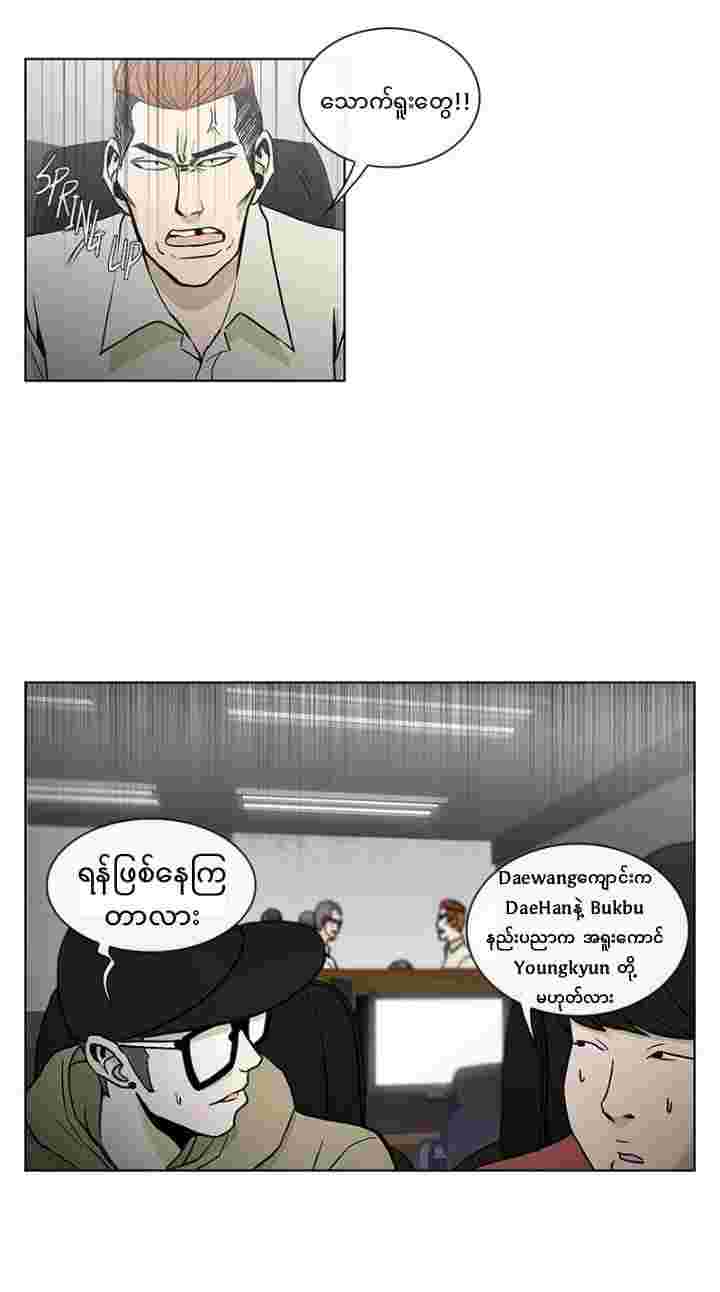 သောက်ရူးတွေ!!
SPRING UP
ရန်ဖြစ်နေကြ
တာလား
Daewangကျောင်းက
DaeHanနဲ့ Bukbu
နည်းပညာက အရူးကောင်
Youngkyun တို့
မဟုတ်လား